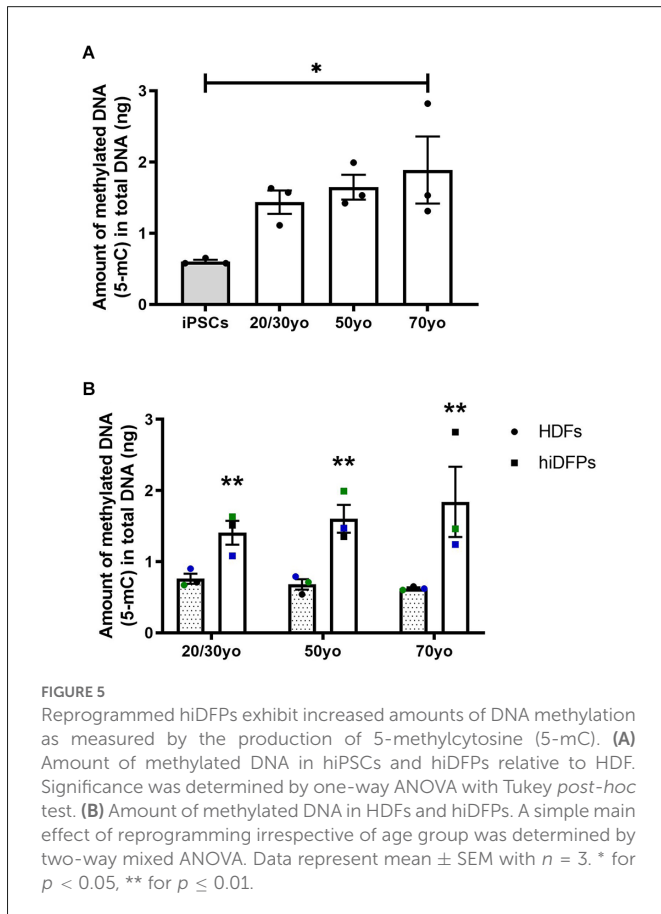 A
*
Amount of methylated DNA
(5-mC) in total DNA (ng)
3
2
1
0
iPSCs 20/30yo 50yo 70yo
B
Amount of methylated DNA
(5-mC) in total DNA (ng)
3
2
1
0
** ** **
HDFs
hiDFPs
20/30yo 50yo 70yo
FIGURE 5
Reprogrammed hiDFPs exhibit increased amounts of DNA methylation
as measured by the production of 5-methylcytosine (5-mC). (A)
Amount of methylated DNA in hiPSCs and hiDFPs relative to HDF.
Significance was determined by one-way ANOVA with Tukey post-hoc
test. (B) Amount of methylated DNA in HDFs and hiDFPs. A simple main
effect of reprogramming irrespective of age group was determined by
two-way mixed ANOVA. Data represent mean ± SEM with n = 3. * for
p < 0.05, ** for p ≤ 0.01.